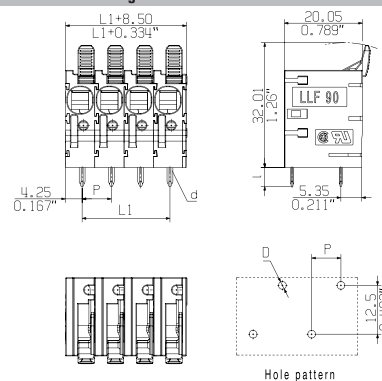 L1+8.50
L1+0.334"
20.05
0.789"
32.01
1.26"
LLF 90
4.25
0.167"
P
L1
d
l
5.35
0.211"
D
P
12.5
Hole pattern